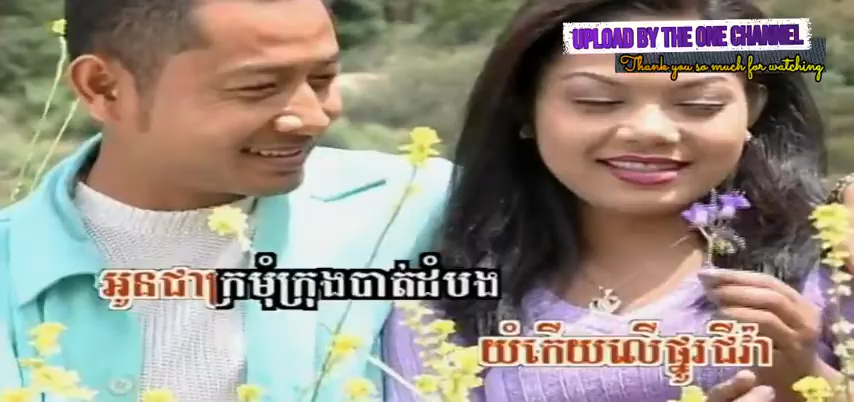 UPLOAD BY THE ONE CHANNEL
Thank you so much for watching
អូនជាក្រមុំក្រុងបាត់ដំបង
យំកើយលើផ្លូវជីវ៉ា